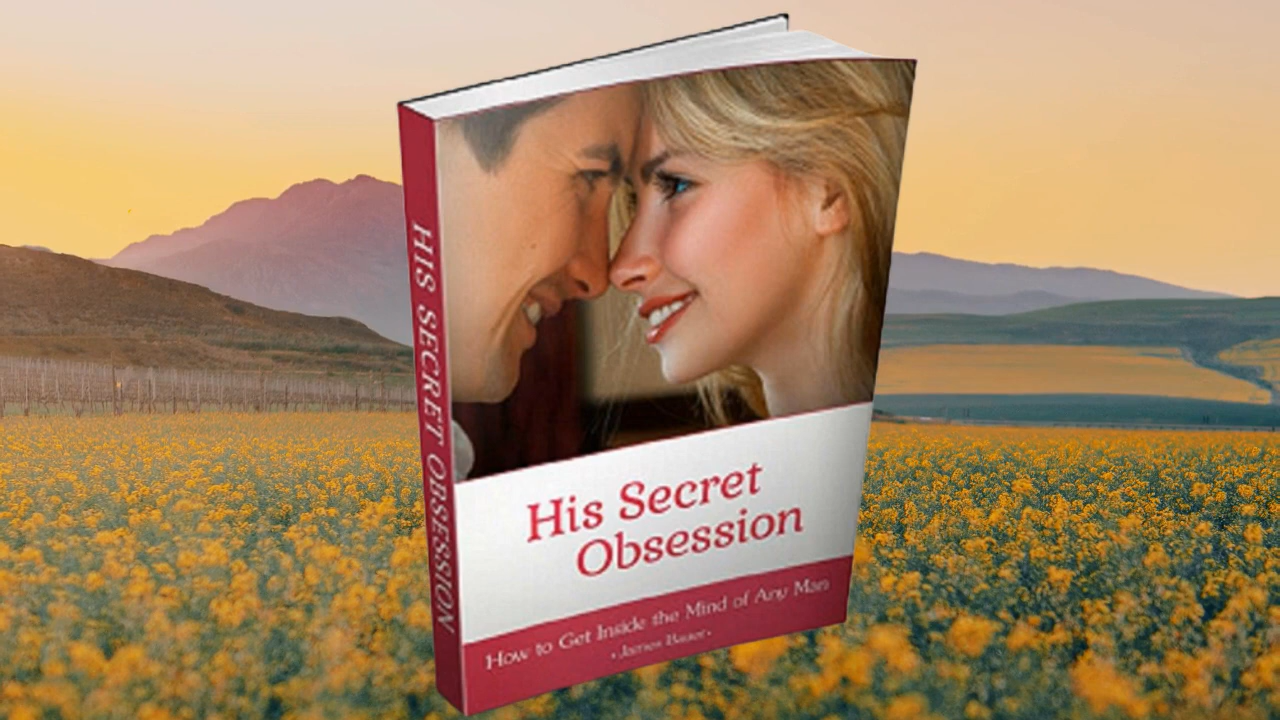 HIS SECRET OBSESSION
His Secret
Obsession
How to Get Inside the Mind of Any Man
• James Bauer •